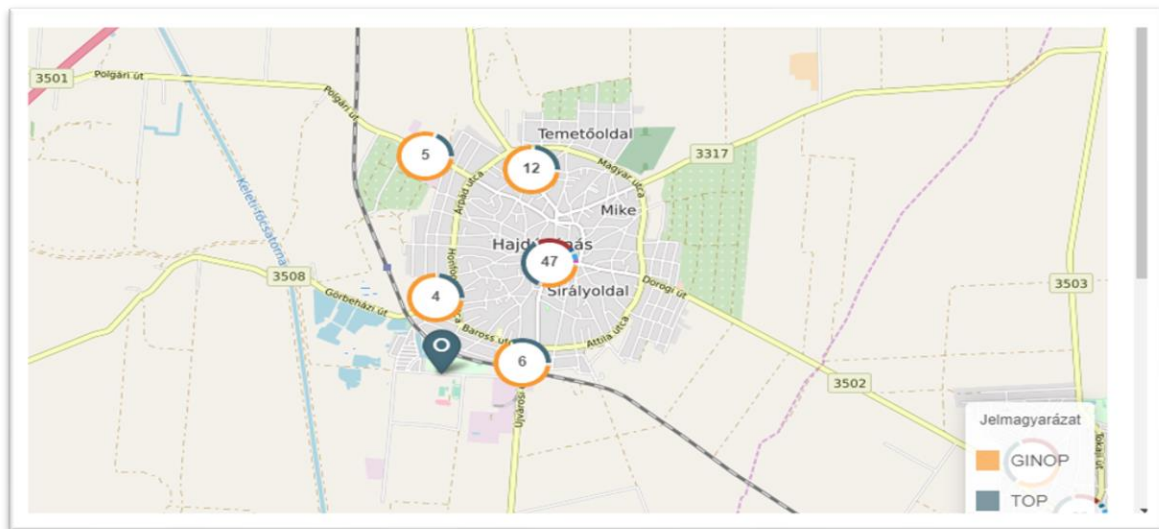 3501
Polgári út
Polgári út
Temetőoldal
5
12
3317
Magyar utca
Árpád utca
Mike
Keleti-főcsatorna
47
3508
Sirályoldal
Dorogi út
3503
4
Görbeházi út
Baross
Attila utca
6
3502
Jelmagyarázat
GINOP
TOP
Tokaji út